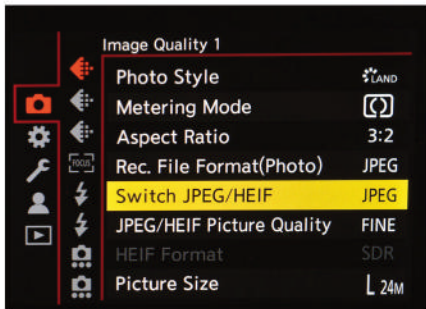 Image Quality 1
Photo Style LAND
Metering Mode
Aspect Ratio 3:2
FOCUS Rec. File Format(Photo) JPEG
Switch JPEG/HEIF JPEG
JPEG/HEIF Picture Quality FINE
HEIF Format SDR
Picture Size L 24M